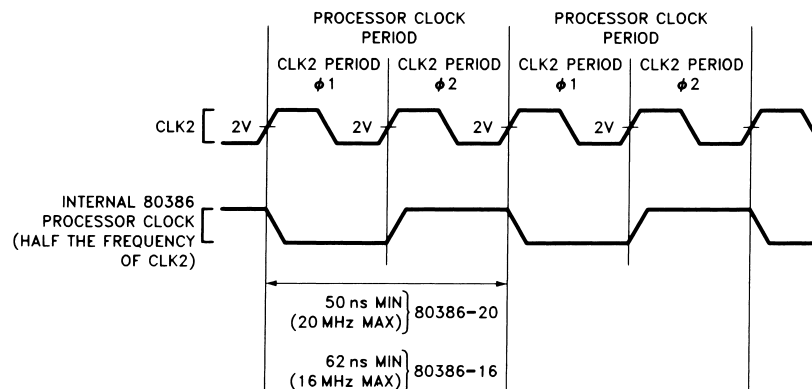 PROCESSOR CLOCK
PERIOD
PROCESSOR CLOCK
PERIOD
CLK2 PERIOD
ϕ1
CLK2 PERIOD
ϕ2
CLK2 PERIOD
ϕ1
CLK2 PERIOD
ϕ2
CLK2
2V
2V
2V
2V
INTERNAL 80386
PROCESSOR CLOCK
(HALF THE FREQUENCY
OF CLK2)
50 ns MIN
(20 MHz MAX)
80386-20
62 ns MIN
(16 MHz MAX)
80386-16